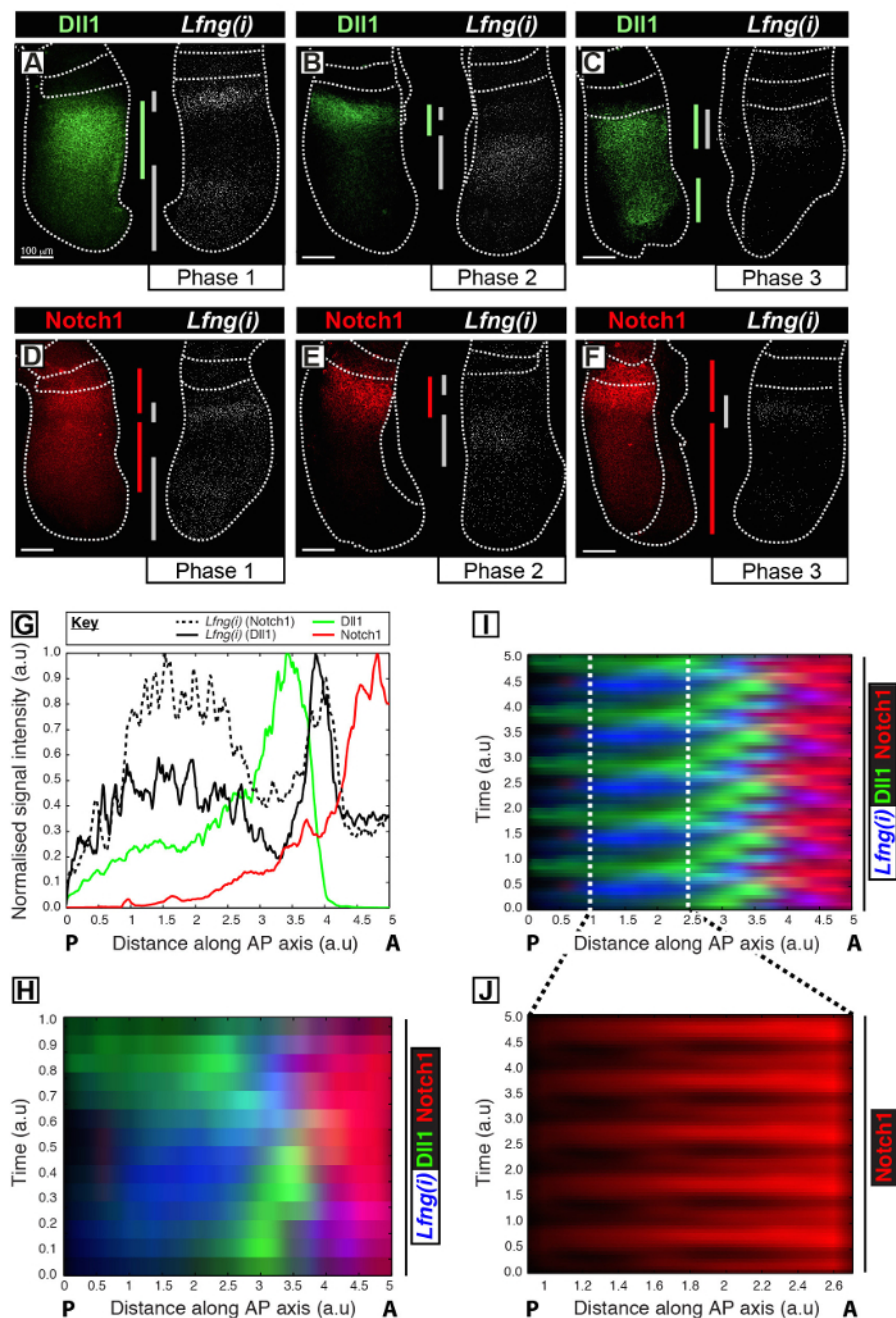 Dll1 Lfng(i) Dll1 Lfng(i) Dll1 Lfng(i)
A B C
100 µm
Phase 1 Phase 2 Phase 3
Notch1 Lfng(i) Notch1 Lfng(i) Notch1 Lfng(i)
D E F
Phase 1 Phase 2 Phase 3
G
Key
Lfng(i) (Notch1) Dll1
Lfng(i) (Dll1) Notch1
Normalised signal intensity (a.u)
1.0
0.9
0.8
0.7
0.6
0.5
0.4
0.3
0.2
0.1
0.0
0 0.5 1 1.5 2 2.5 3 3.5 4 4.5 5
P Distance along AP axis (a.u) A
I
Time (a.u)
5.0
4.5
4.0
3.5
3.0
2.5
2.0
1.5
1.0
0.5
0.0
0 0.5 1 1.5 2 2.5 3 3.5 4 4.5 5
P Distance along AP axis (a.u) A
Lfng(i) Dll1 Notch1
H
Time (a.u)
1.0
0.9
0.8
0.7
0.6
0.5
0.4
0.3
0.2
0.1
0.0
0 0.5 1 1.5 2 2.5 3 3.5 4 4.5 5
P Distance along AP axis (a.u) A
Lfng(i) Dll1 Notch1
J
Time (a.u)
5.0
4.5
4.0
3.5
3.0
2.5
2.0
1.5
1.0
0.5
0.0
1 1.2 1.4 1.6 1.8 2 2.2 2.4 2.6
P Distance along AP axis (a.u) A
Notch1